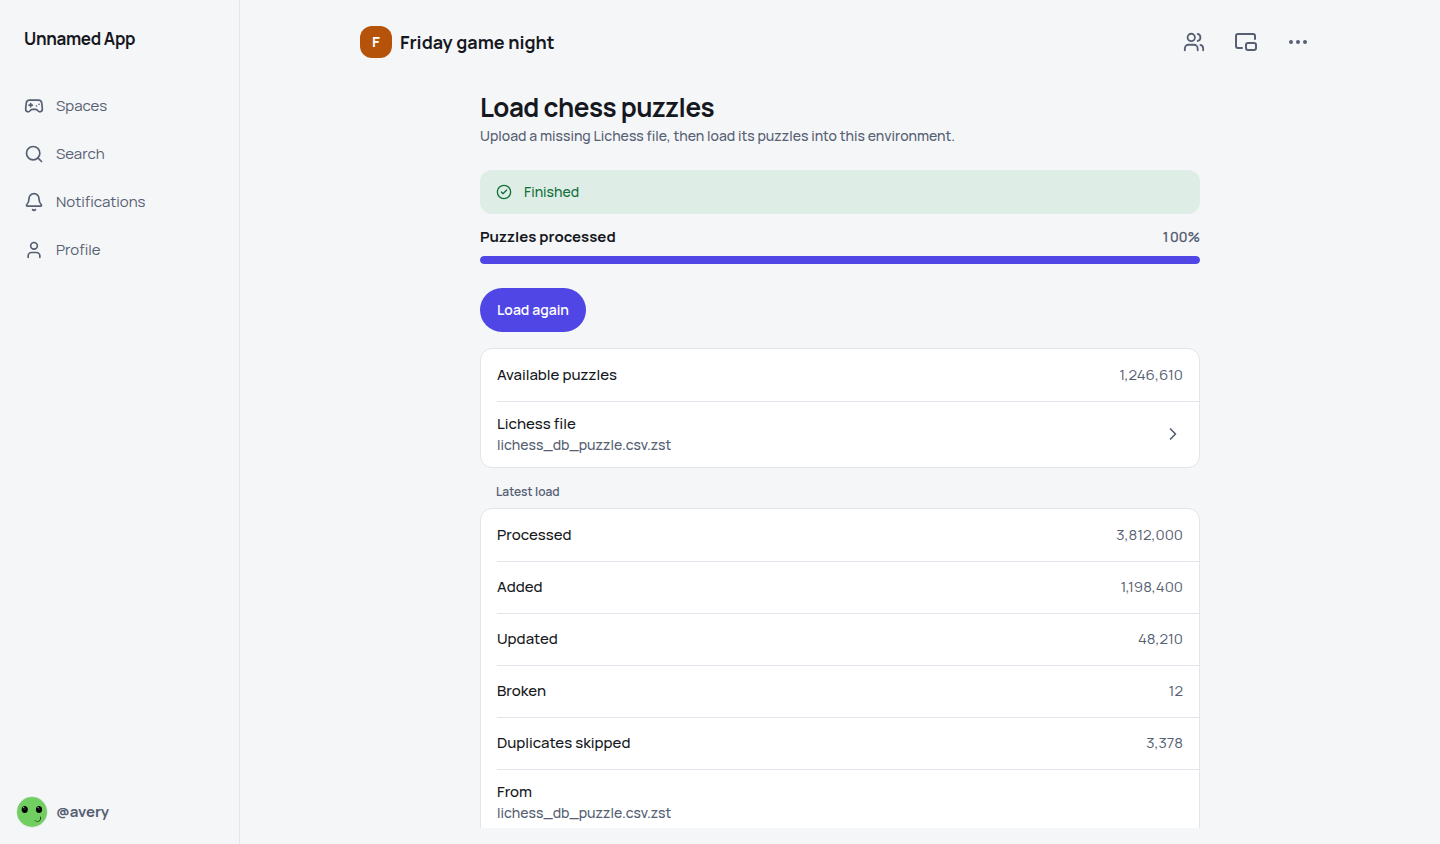 Unnamed App
Spaces
Search
Notifications
Profile
@avery
F Friday game night
Load chess puzzles
Upload a missing Lichess file, then load its puzzles into this environment.
Finished
Puzzles processed 100%
Load again
Available puzzles 1,246,610
Lichess file
lichess_db_puzzle.csv.zst
Latest load
Processed 3,812,000
Added 1,198,400
Updated 48,210
Broken 12
Duplicates skipped 3,378
From
lichess_db_puzzle.csv.zst